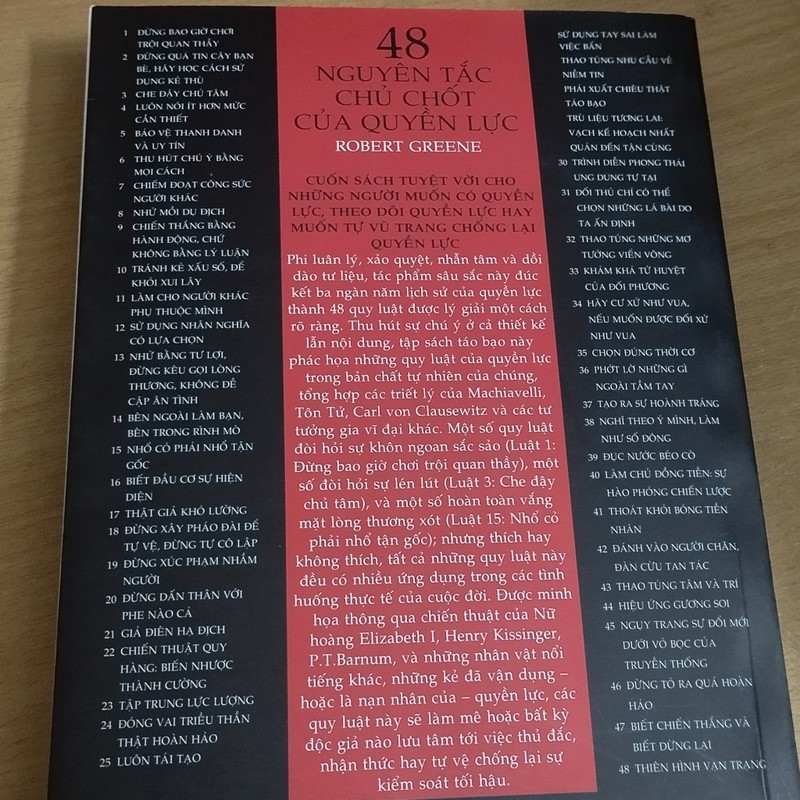 1 ĐỪNG BAO GIỜ CHƠI
TRỘI QUAN THẦY
2 ĐỪNG QUÁ TIN CẬY BẠN
BÈ, HÃY HỌC CÁCH SỬ
DỤNG KẺ THÙ
3 CHE ĐẬY CHỦ TÂM
4 LUÔN NÓI ÍT HƠN MỨC
CẦN THIẾT
5 BẢO VỆ THANH DANH
VÀ UY TÍN
6 THU HÚT CHÚ Ý BẰNG
MỌI CÁCH
7 CHIẾM ĐOẠT CÔNG SỨC
NGƯỜI KHÁC
8 NHỬ MỒI DỤ ĐỊCH
9 CHIẾN THẮNG BẰNG
HÀNH ĐỘNG, CHỨ
KHÔNG BẰNG LÝ LUẬN
10 TRÁNH KẺ XẤU SỐ, ĐỂ
KHỎI XUI LÂY
11 LÀM CHO NGƯỜI KHÁC
PHỤ THUỘC MÌNH
12 SỬ DỤNG NHÂN NGHĨA
CÓ LỰA CHỌN
13 NHỬ BẰNG TƯ LỢI,
ĐỪNG KÊU GỌI LÒNG
THƯƠNG, KHÔNG ĐỀ
CẬP ÂN TÌNH
14 BÊN NGOÀI LÀM BẠN,
BÊN TRONG RÌNH MÒ
15 NHỔ CỎ PHẢI NHỔ TẬN
GỐC
16 BIẾT ĐẦU CƠ SỰ HIỆN
DIỆN
17 THẬT GIẢ KHÓ LƯỜNG
18 ĐỪNG XÂY PHÁO ĐÀI ĐỂ
TỰ VỆ, ĐỪNG TỰ CÔ LẬP
19 ĐỪNG XÚC PHẠM NHẦM
NGƯỜI
20 ĐỪNG DẤN THÂN VỚI
PHE NÀO CẢ
21 GIẢ ĐIÊN HẠ ĐỊCH
22 CHIẾN THUẬT QUY
HÀNG: BIẾN NHƯỢC
THÀNH CƯỜNG
23 TẬP TRUNG LỰC LƯỢNG
24 ĐÓNG VAI TRIỀU THẦN
THẬT HOÀN HẢO
25 LUÔN TÁI TẠO
48
NGUYÊN TẮC
CHỦ CHỐT
CỦA QUYỀN LỰC
ROBERT GREENE
CUỐN SÁCH TUYỆT VỜI CHO
NHỮNG NGƯỜI MUỐN CÓ QUYỀN
LỰC, THEO DÕI QUYỀN LỰC HAY
MUỐN TỰ VŨ TRANG CHỐNG LẠI
QUYỀN LỰC
Phi luân lý, xảo quyệt, nhẫn tâm và dồi
dào tư liệu, tác phẩm sâu sắc này đúc
kết ba ngàn năm lịch sử của quyền lực
thành 48 quy luật được lý giải một cách
rõ ràng. Thu hút sự chú ý ở cả thiết kế
lẫn nội dung, tập sách táo bạo này
phác họa những quy luật của quyền lực
trong bản chất tự nhiên của chúng,
tổng hợp các triết lý của Machiavelli,
Tôn Tử, Carl von Clausewitz và các tư
tưởng gia vĩ đại khác. Một số quy luật
đòi hỏi sự khôn ngoan sắc sảo (Luật 1:
Đừng bao giờ chơi trội quan thầy), một
số đòi hỏi sự lén lút (Luật 3: Che đậy
chủ tâm), và một số hoàn toàn vắng
mặt lòng thương xót (Luật 15: Nhổ cỏ
phải nhổ tận gốc); nhưng thích hay
không thích, tất cả những quy luật này
đều có nhiều ứng dụng trong các tình
huống thực tế của cuộc đời. Được minh
họa thông qua chiến thuật của Nữ
hoàng Elizabeth I, Henry Kissinger,
P.T.Barnum, và những nhân vật nổi
tiếng khác, những kẻ đã vận dụng –
hoặc là nạn nhân của – quyền lực, các
quy luật này sẽ làm mê hoặc bất kỳ
độc giả nào lưu tâm tới việc thủ đắc,
nhận thức hay tự vệ chống lại sự
kiểm soát tối hậu.
SỬ DỤNG TAY SAI LÀM
VIỆC BẨN
THAO TÚNG NHU CẦU VỀ
NIỀM TIN
PHẢI XUẤT CHIÊU THẬT
TÁO BẠO
TRÙ LIỆU TƯƠNG LAI:
VẠCH KẾ HOẠCH NHẤT
QUÁN ĐẾN TẬN CÙNG
30 TRÌNH DIỄN PHONG THÁI
UNG DUNG TỰ TẠI
31 ĐỐI THỦ CHỈ CÓ THỂ
CHỌN NHỮNG LÁ BÀI DO
TA ẤN ĐỊNH
32 THAO TÚNG NHỮNG MƠ
TƯỞNG VIỂN VÔNG
33 KHÁM KHÁ TỬ HUYỆT
CỦA ĐỐI PHƯƠNG
34 HÃY CƯ XỬ NHƯ VUA,
NẾU MUỐN ĐƯỢC ĐỐI XỬ
NHƯ VUA
35 CHỌN ĐÚNG THỜI CƠ
36 PHỚT LỜ NHỮNG GÌ
NGOÀI TẦM TAY
37 TẠO RA SỰ HOÀNH TRÁNG
38 NGHĨ THEO Ý MÌNH, LÀM
NHƯ SỐ ĐÔNG
39 ĐỤC NƯỚC BÉO CÒ
40 LÀM CHỦ ĐỒNG TIỀN: SỰ
HÀO PHÓNG CHIẾN LƯỢC
41 THOÁT KHỎI BÓNG TIỀN
NHÂN
42 ĐÁNH VÀO NGƯỜI CHĂN,
ĐÀN CỪU TAN TÁC
43 THAO TÚNG TÂM VÀ TRÍ
44 HIỆU ỨNG GƯƠNG SOI
45 NGỤY TRANG SỰ ĐỔI MỚI
DƯỚI VỎ BỌC CỦA
TRUYỀN THỐNG
46 ĐỪNG TỎ RA QUÁ HOÀN
HẢO
47 BIẾT CHIẾN THẮNG VÀ
BIẾT DỪNG LẠI
48 THIÊN HÌNH VẠN TRẠNG